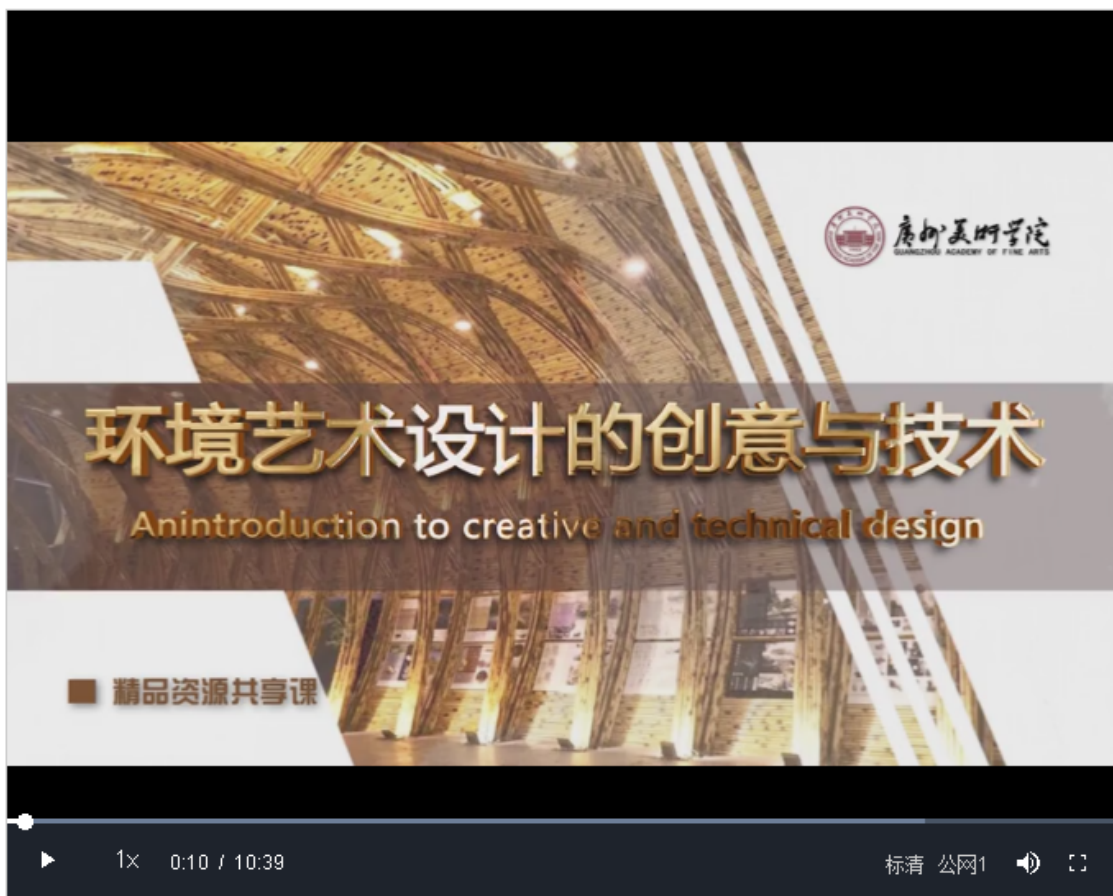 广州美术学院
GUANGZHOU ACADEMY OF FINE ARTS
环境艺术设计的创意与技术
Anintroduction to creative and technical design
精品资源共享课
1× 0:10 / 10:39 标清 公网1